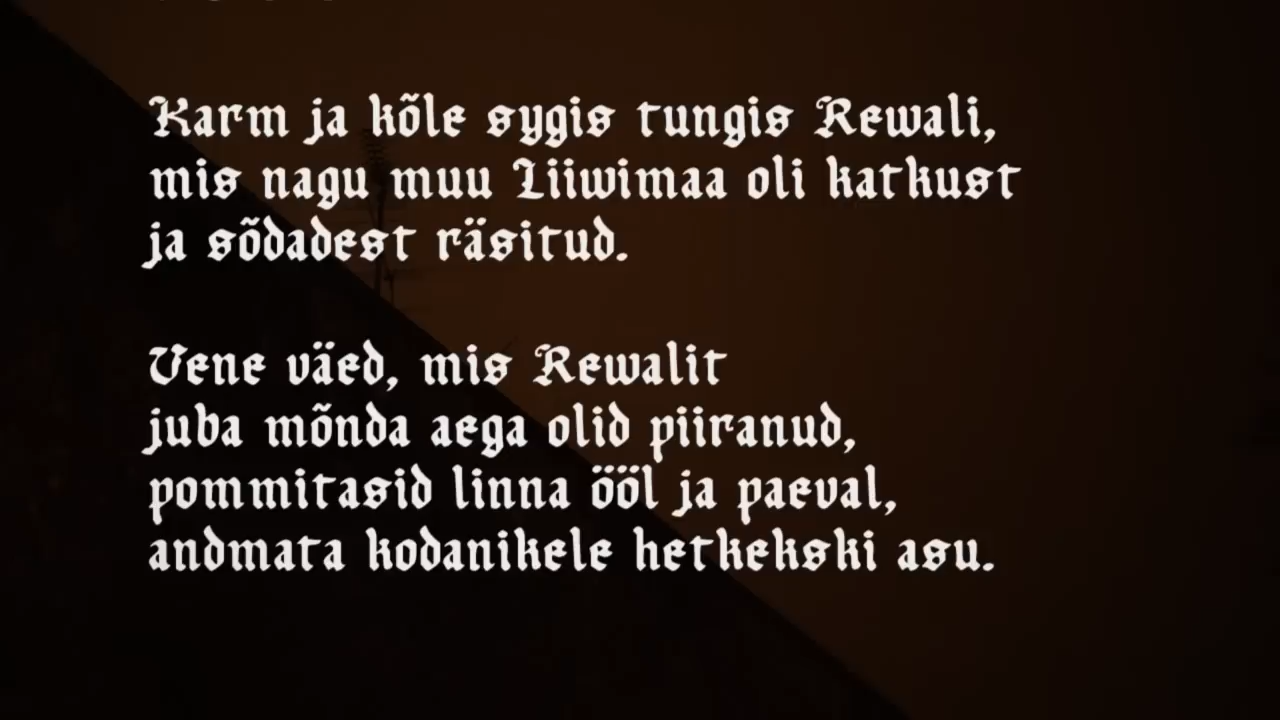 Karm ja kõle sygis tungis Rewali,
mis nagu muu Liiwimaa oli katkust
ja sõdadest räsitud.
Vene väed, mis Rewalit
juba mõnda aega olid piiranud,
pommitasid linna ööl ja paeval,
andmata kodanikele hetkekski asu.